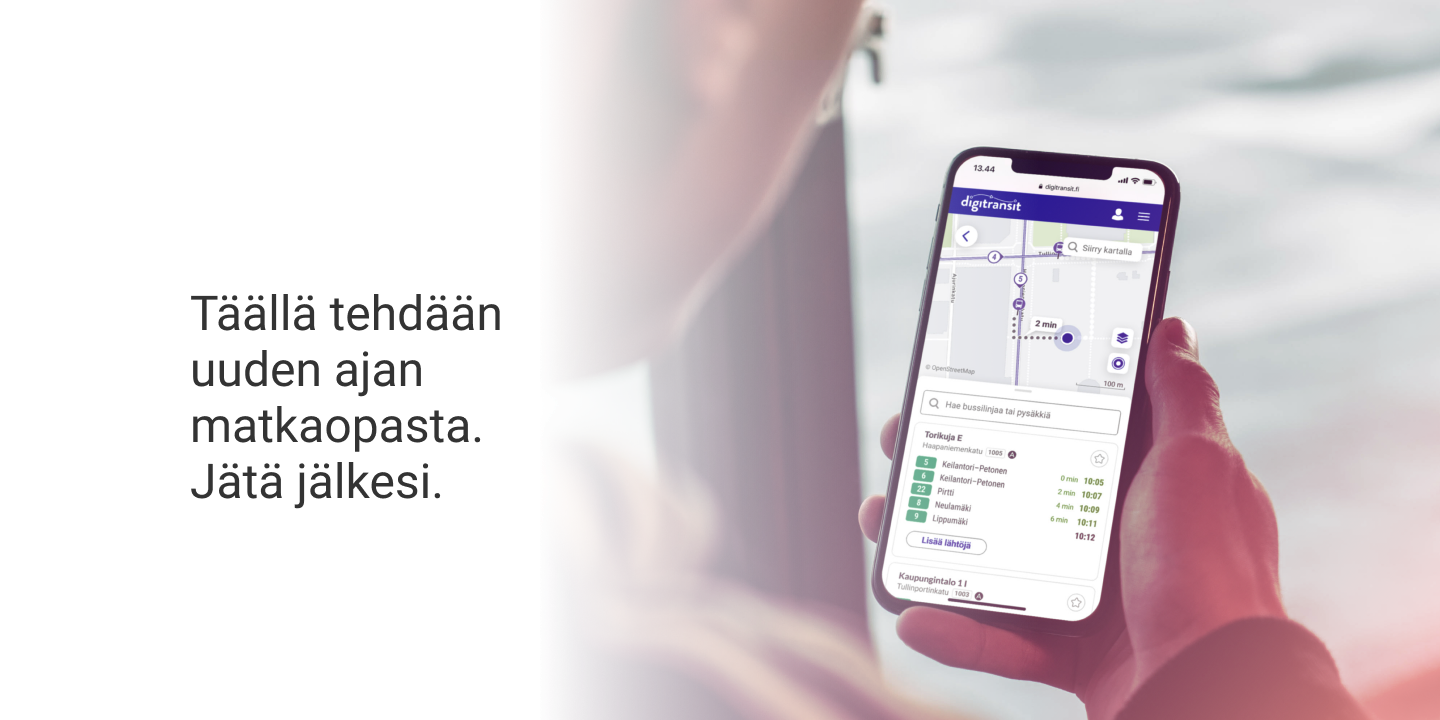 Täällä tehdään
uuden ajan
matkaopasta.
Jätä jälkesi.
13.44
digitransit.fi
digitransit
Siirry kartalla
4
5
2 min
© OpenStreetMap
100 m
Hae bussilinjaa tai pysäkkiä
Torikuja E
Haapaniemenkatu 1005 A
5 Keilantori–Petonen 0 min 10:05
6 Keilantori–Petonen 2 min 10:07
22 Pirtti 4 min 10:09
8 Neulamäki 6 min 10:11
9 Lippumäki 10:12
Lisää lähtöjä
Kaupungintalo 1 I
Tullinportinkatu 1003 A